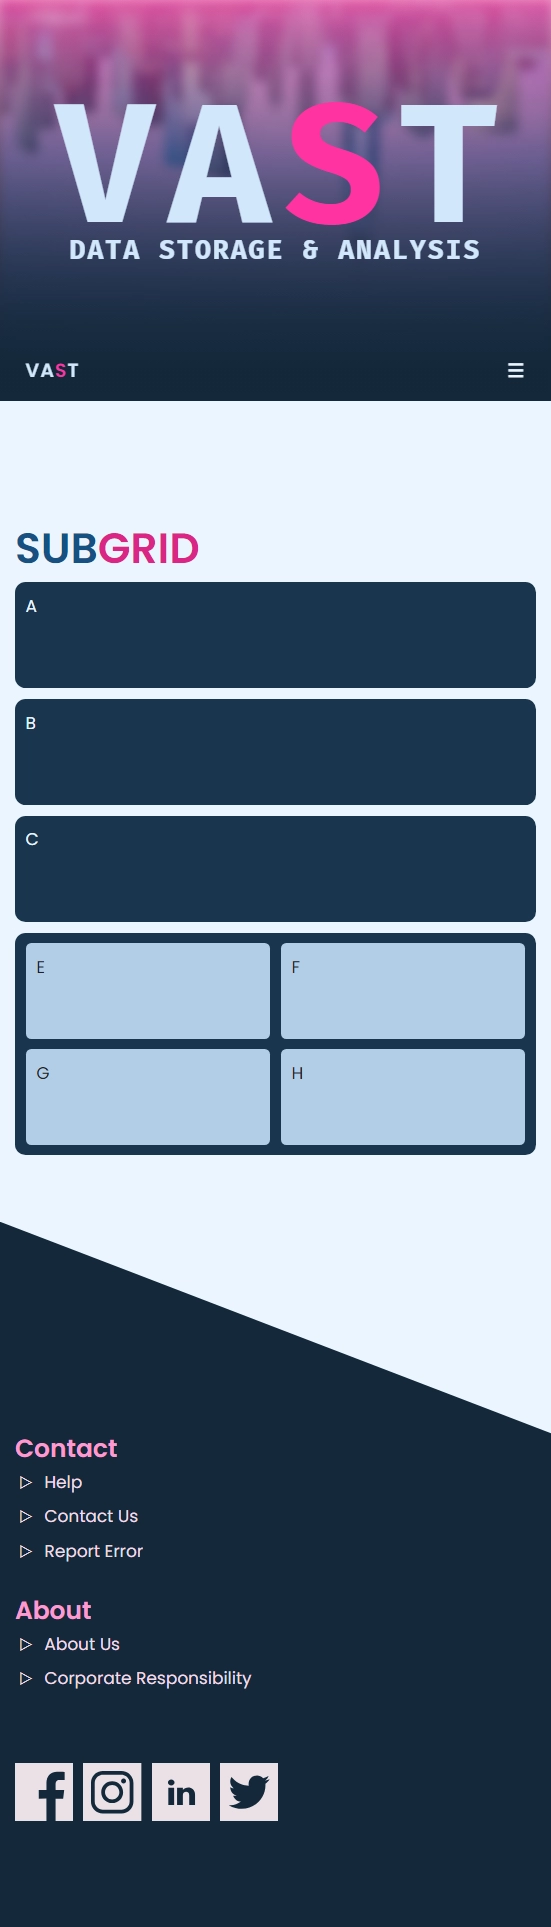 VAST
DATA STORAGE & ANALYSIS
VAST
SUBGRID
A
B
C
E
F
G
H
Contact
Help
Contact Us
Report Error
About
About Us
Corporate Responsibility
in